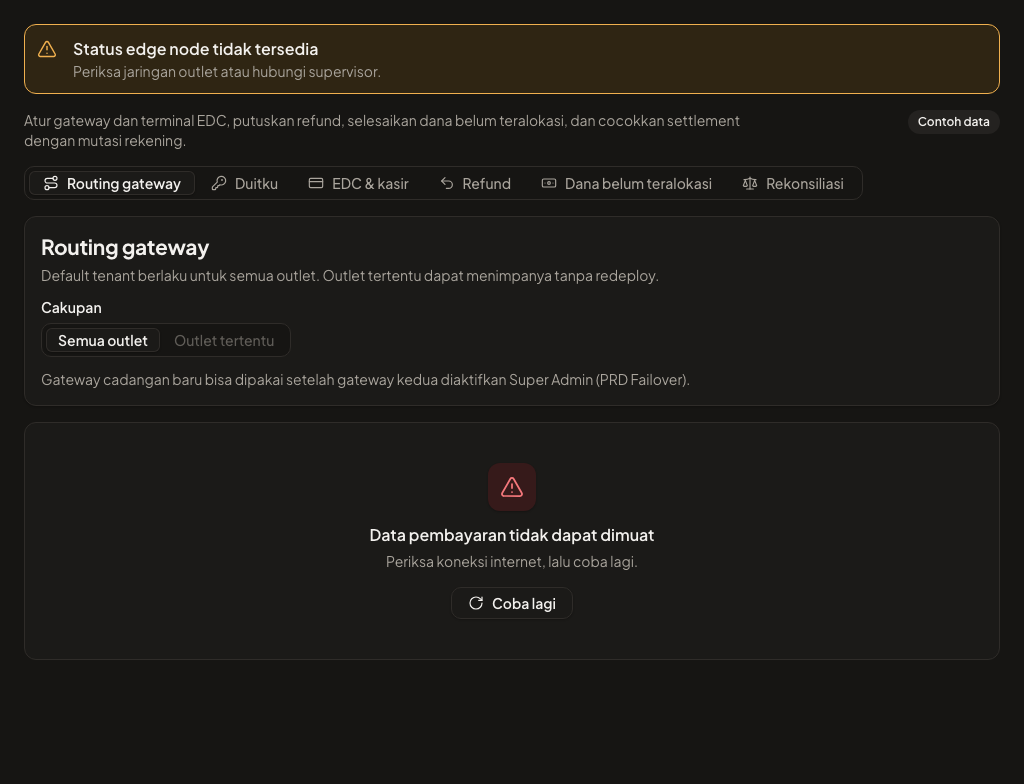 Status edge node tidak tersedia
Periksa jaringan outlet atau hubungi supervisor.
Atur gateway dan terminal EDC, putuskan refund, selesaikan dana belum teralokasi, dan cocokkan settlement
dengan mutasi rekening.
Contoh data
Routing gateway
Duitku
EDC & kasir
Refund
Dana belum teralokasi
Rekonsiliasi
Routing gateway
Default tenant berlaku untuk semua outlet. Outlet tertentu dapat menimpanya tanpa redeploy.
Cakupan
Semua outlet
Outlet tertentu
Gateway cadangan baru bisa dipakai setelah gateway kedua diaktifkan Super Admin (PRD Failover).
Data pembayaran tidak dapat dimuat
Periksa koneksi internet, lalu coba lagi.
Coba lagi